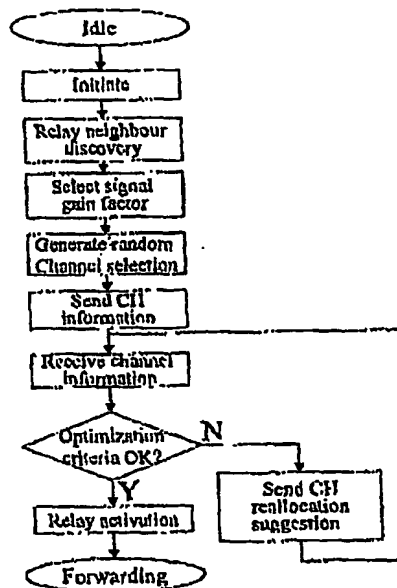 Idle
Initiate
Relay neighbour
discovery
Select signal
gain factor
Generate random
Channel selection
Send CH
information
Receive channel
information
Optimization
criteria OK?
N
Y
Send CH
reallocation
suggestion
Relay activation
Forwarding